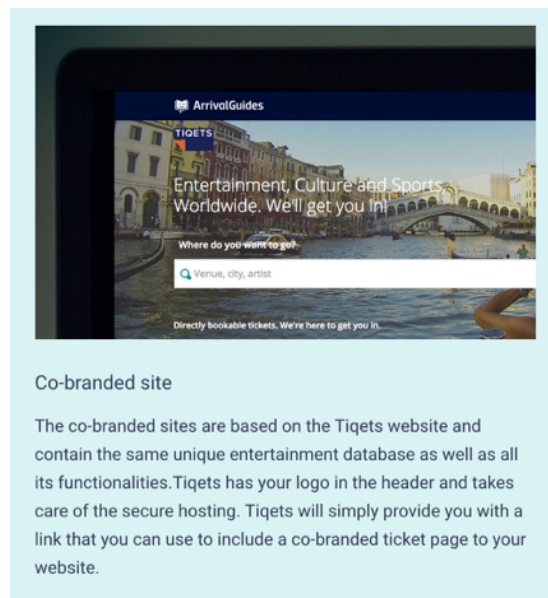 ArrivalGuides
TIQETS
Entertainment, Culture and Sports
Worldwide. We'll get you in!
Where do you want to go?
Venue, city, artist
Directly bookable tickets. We're here to get you in.
Co-branded site
The co-branded sites are based on the Tiqets website and
contain the same unique entertainment database as well as all
its functionalities.Tiqets has your logo in the header and takes
care of the secure hosting. Tiqets will simply provide you with a
link that you can use to include a co-branded ticket page to your
website.